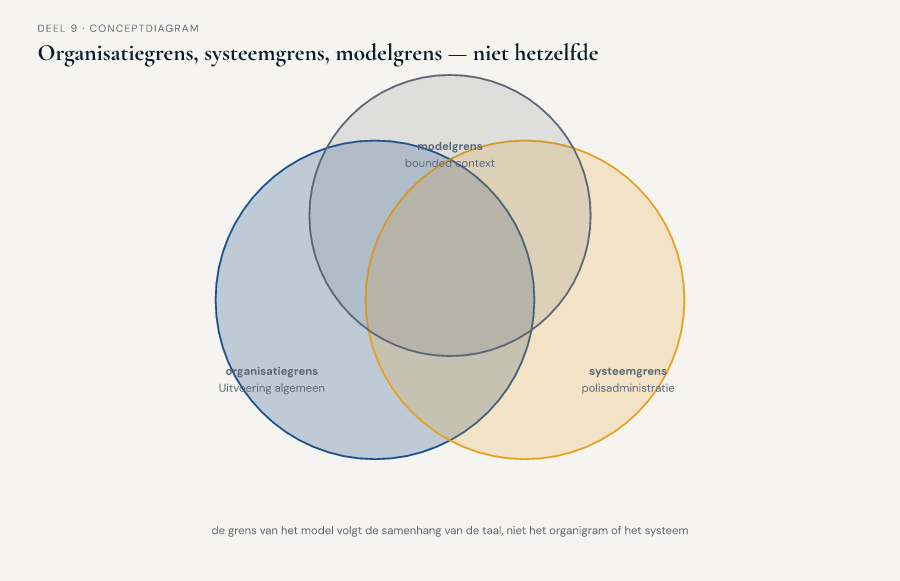 DEEL 9 · CONCEPTDIAGRAM
Organisatiegrens, systeemgrens, modelgrens — niet hetzelfde
modelgrens
bounded context
organisatiegrens
Uitvoering algemeen
systeemgrens
polisadministratie
de grens van het model volgt de samenhang van de taal, niet het organigram of het systeem